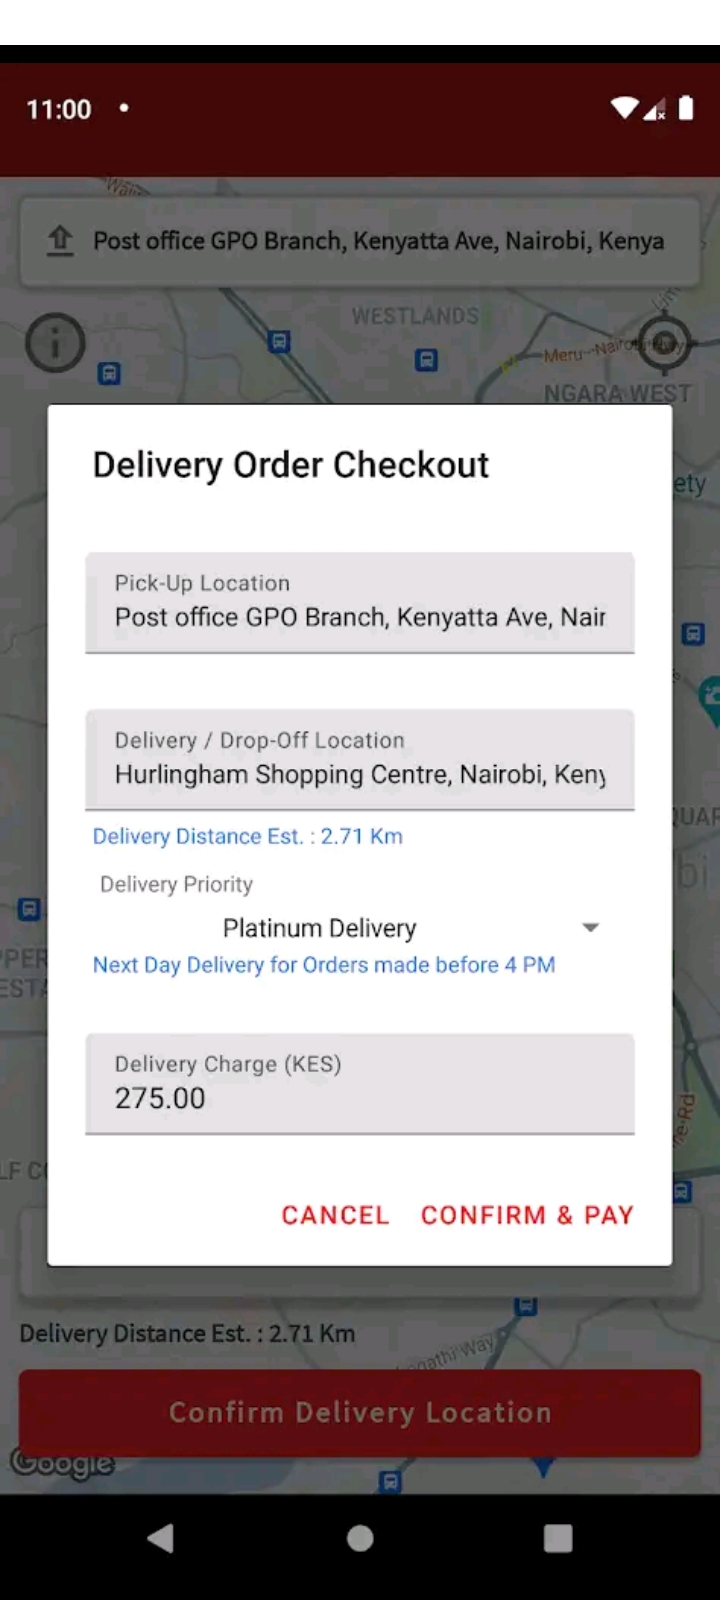 11:00
Post office GPO Branch, Kenyatta Ave, Nairobi, Kenya
WESTLANDS
NGARA WEST
ety
Delivery Order Checkout
Pick-Up Location
Post office GPO Branch, Kenyatta Ave, Nair
Delivery / Drop-Off Location
Hurlingham Shopping Centre, Nairobi, Keny
Delivery Distance Est. : 2.71 Km
Delivery Priority
Platinum Delivery
Next Day Delivery for Orders made before 4 PM
Delivery Charge (KES)
275.00
CANCEL CONFIRM & PAY
Delivery Distance Est. : 2.71 Km
Confirm Delivery Location
Google